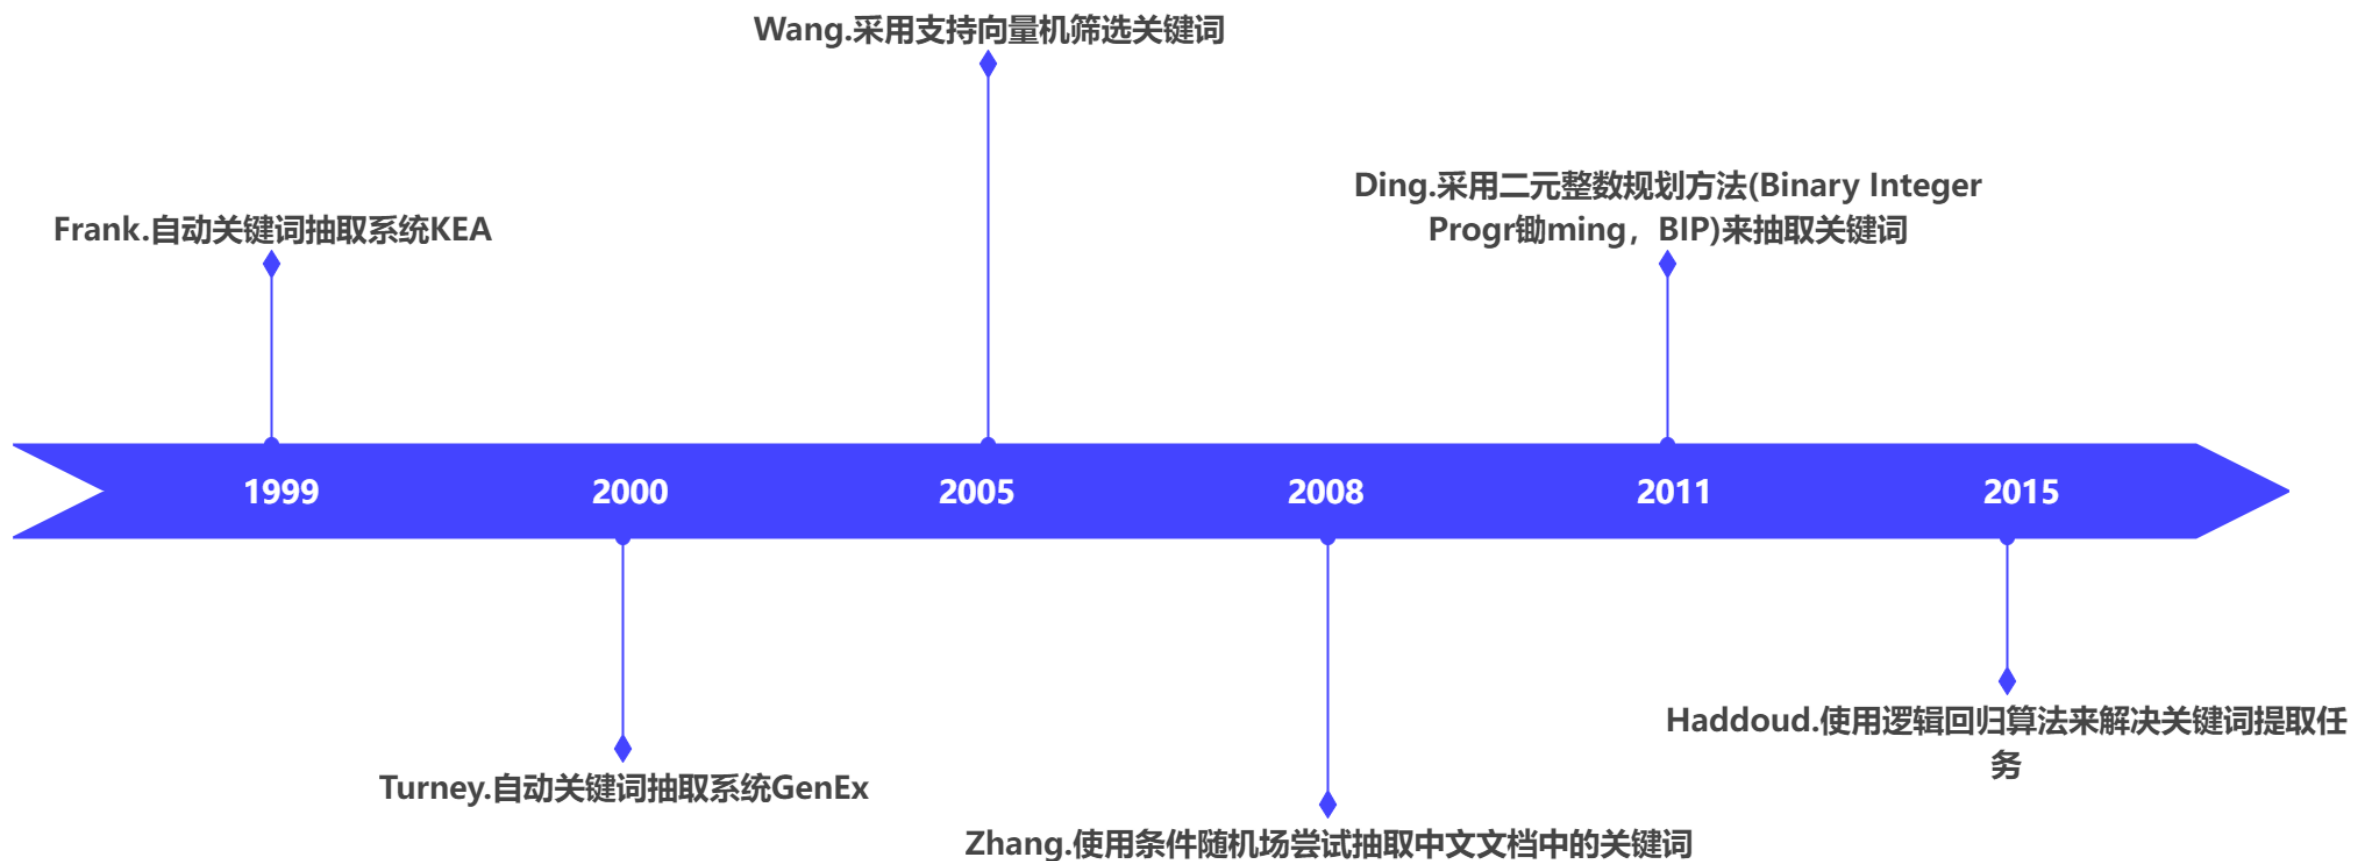 Wang.采用支持向量机筛选关键词
Ding.采用二元整数规划方法(Binary Integer
Progr锄ming，BIP)来抽取关键词
Frank.自动关键词抽取系统KEA
1999
2000
2005
2008
2011
2015
Haddoud.使用逻辑回归算法来解决关键词提取任
务
Turney.自动关键词抽取系统GenEx
Zhang.使用条件随机场尝试抽取中文文档中的关键词